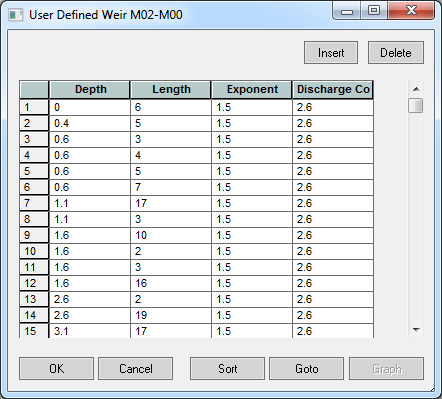 User Defined Weir M02-M00
Insert Delete
Depth Length Exponent Discharge Co
1 0 6 1.5 2.6
2 0.4 5 1.5 2.6
3 0.6 3 1.5 2.6
4 0.6 4 1.5 2.6
5 0.6 5 1.5 2.6
6 0.6 7 1.5 2.6
7 1.1 17 1.5 2.6
8 1.1 3 1.5 2.6
9 1.6 10 1.5 2.6
10 1.6 2 1.5 2.6
11 1.6 3 1.5 2.6
12 1.6 16 1.5 2.6
13 2.6 2 1.5 2.6
14 2.6 19 1.5 2.6
15 3.1 17 1.5 2.6
OK Cancel Sort Goto Graph